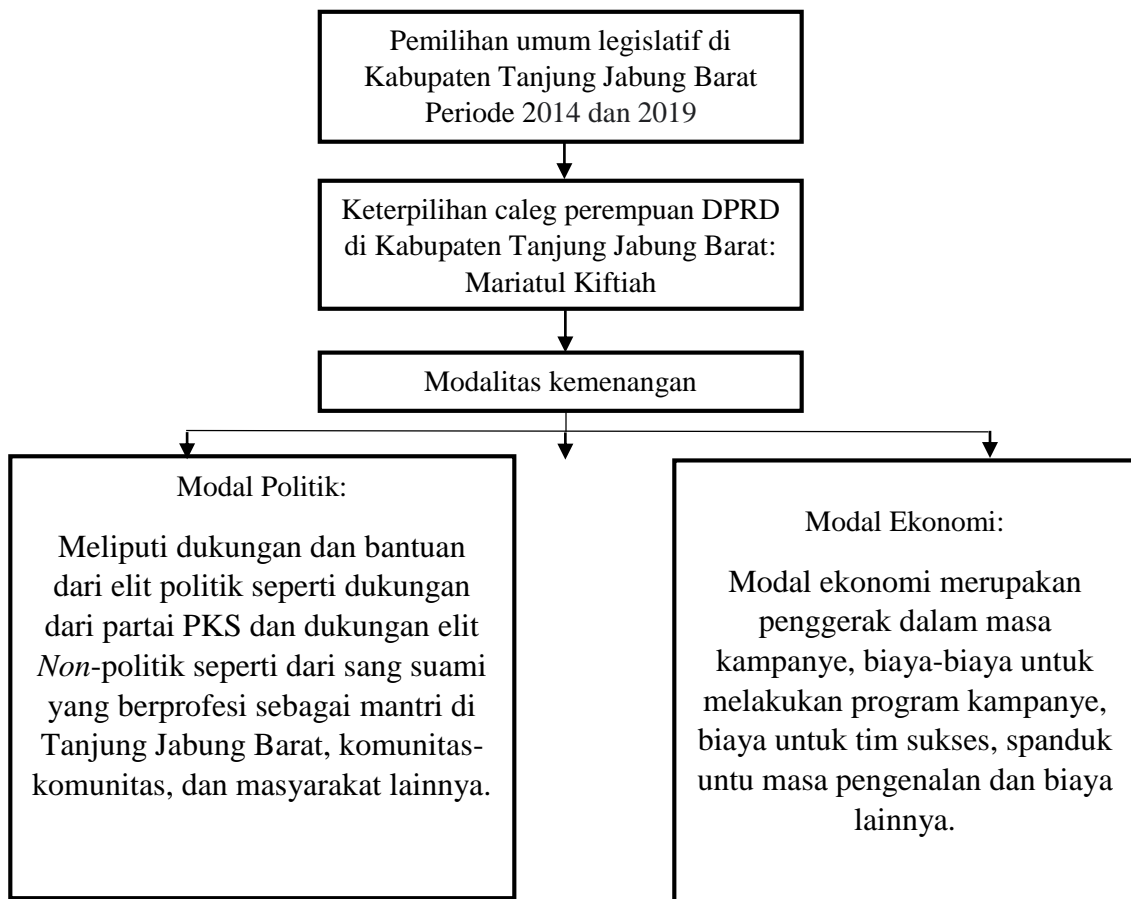 Pemilihan umum legislatif di
Kabupaten Tanjung Jabung Barat
Periode 2014 dan 2019
Keterpilihan caleg perempuan DPRD
di Kabupaten Tanjung Jabung Barat:
Mariatul Kiftiah
Modalitas kemenangan
Modal Politik:
Meliputi dukungan dan bantuan
dari elit politik seperti dukungan
dari partai PKS dan dukungan elit
Non-politik seperti dari sang suami
yang berprofesi sebagai mantri di
Tanjung Jabung Barat, komunitas-
komunitas, dan masyarakat lainnya.
Modal Ekonomi:
Modal ekonomi merupakan
penggerak dalam masa
kampanye, biaya-biaya untuk
melakukan program kampanye,
biaya untuk tim sukses, spanduk
untu masa pengenalan dan biaya
lainnya.